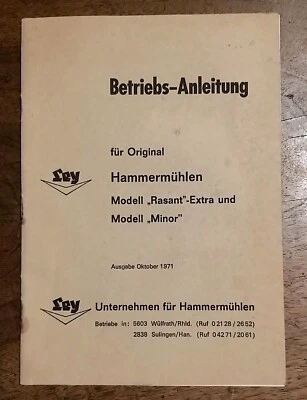 Betriebs-Anleitung
für Original
Ley
Hammermühlen
Modell „Rasant"-Extra und
Modell „Minor"
Ausgabe Oktober 1971
Ley Unternehmen für Hammermühlen
Betriebe in: 5603 Wülfrath/Rhld. (Ruf 02128/2652)
2838 Sulingen/Han. (Ruf 04271/2061)